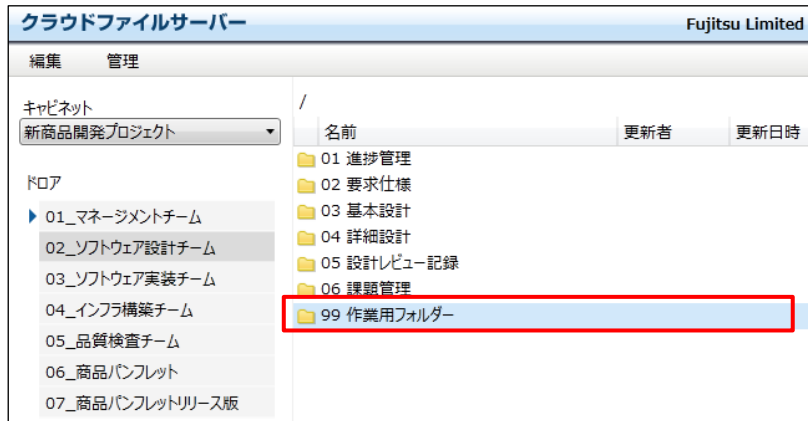 クラウドファイルサーバー
Fujitsu Limited
編集 管理
キャビネット
新商品開発プロジェクト
ドロア
01_マネージメントチーム
02_ソフトウェア設計チーム
03_ソフトウェア実装チーム
04_インフラ構築チーム
05_品質検査チーム
06_商品パンフレット
07_商品パンフレットリリース版
/
名前 更新者 更新日時
01 進捗管理
02 要求仕様
03 基本設計
04 詳細設計
05 設計レビュー記録
06 課題管理
99 作業用フォルダー